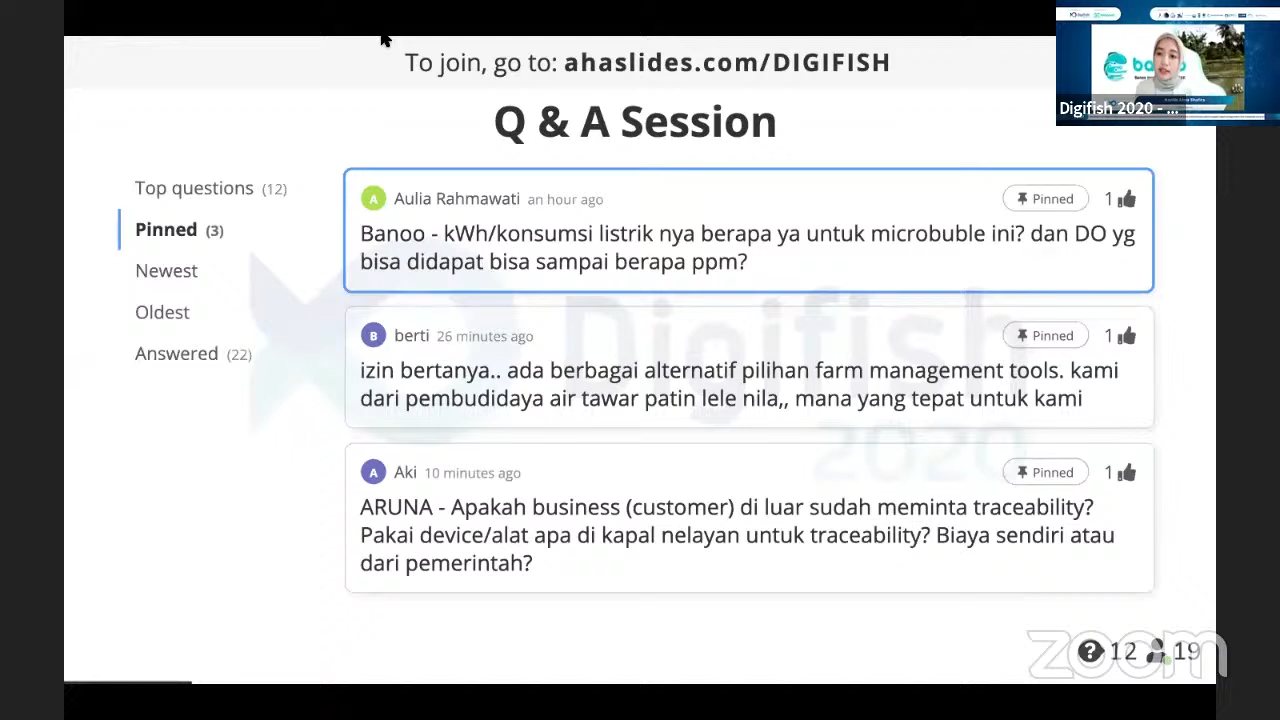 To join, go to: ahaslides.com/DIGIFISH
Digifish 2020 - ...
Q & A Session
Top questions (12)
Pinned (3)
Newest
Oldest
Answered (22)
A Aulia Rahmawati an hour ago Pinned 1
Banoo - kWh/konsumsi listrik nya berapa ya untuk microbuble ini? dan DO yg
bisa didapat bisa sampai berapa ppm?
B berti 26 minutes ago Pinned 1
izin bertanya.. ada berbagai alternatif pilihan farm management tools. kami
dari pembudidaya air tawar patin lele nila,, mana yang tepat untuk kami
A Aki 10 minutes ago Pinned 1
ARUNA - Apakah business (customer) di luar sudah meminta traceability?
Pakai device/alat apa di kapal nelayan untuk traceability? Biaya sendiri atau
dari pemerintah?
Digifish
2020
zoom
? 12 19